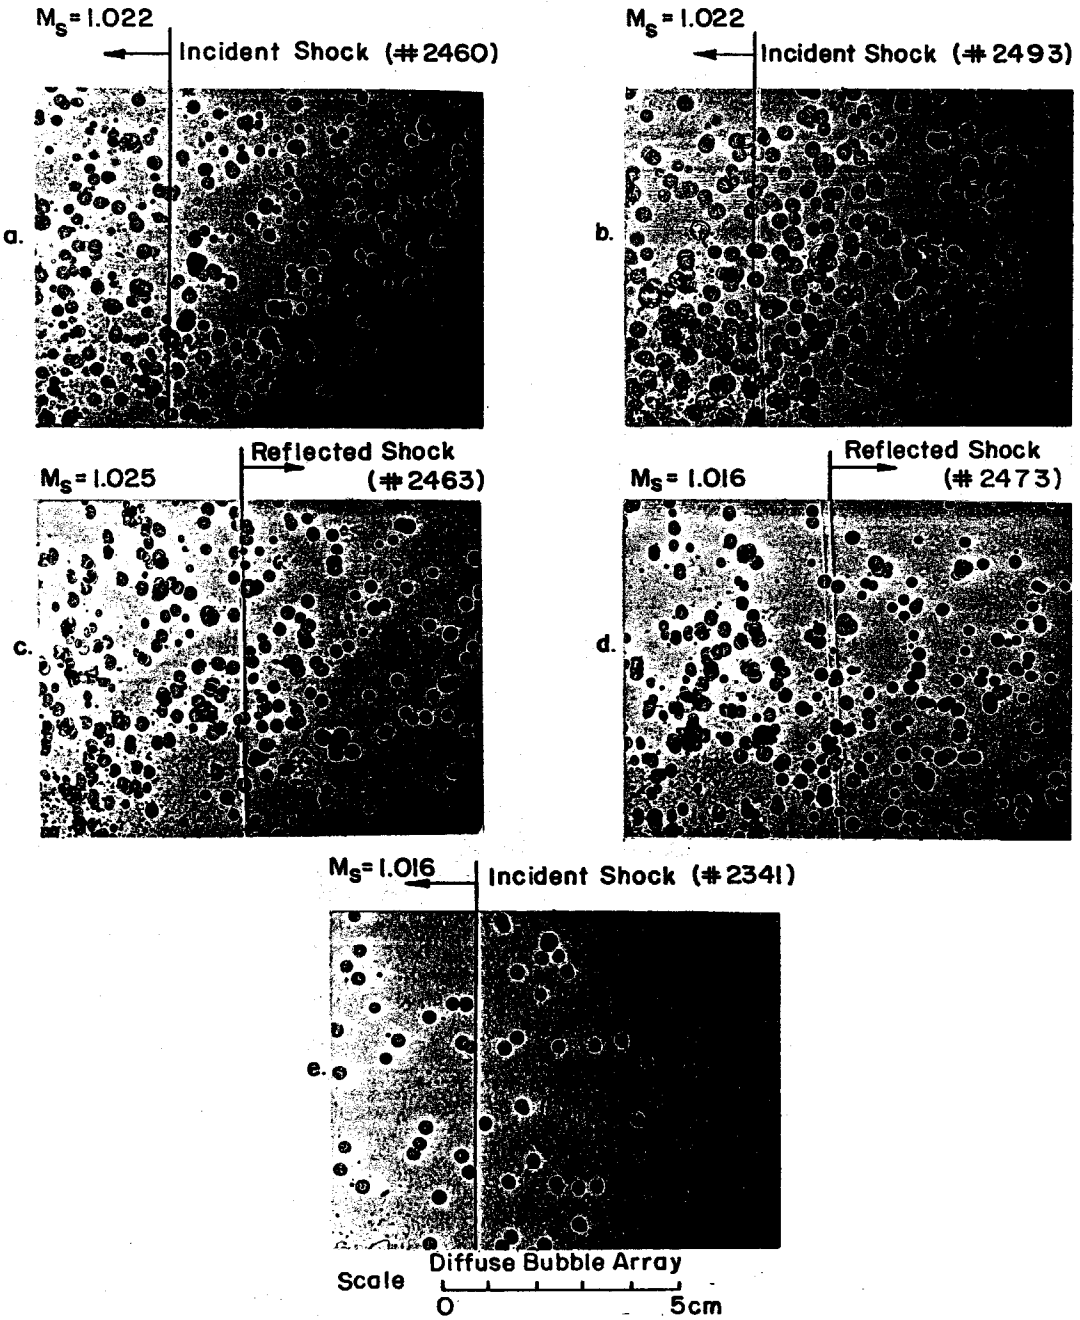 Ms=1.022
Incident Shock (#2460)
a.
Ms=1.022
Incident Shock (#2493)
b.
Reflected Shock
Ms=1.025
(#2463)
c.
Reflected Shock
Ms=1.016
(#2473)
d.
Ms=1.016
Incident Shock (#2341)
e.
Diffuse Bubble Array
Scale
0 5cm